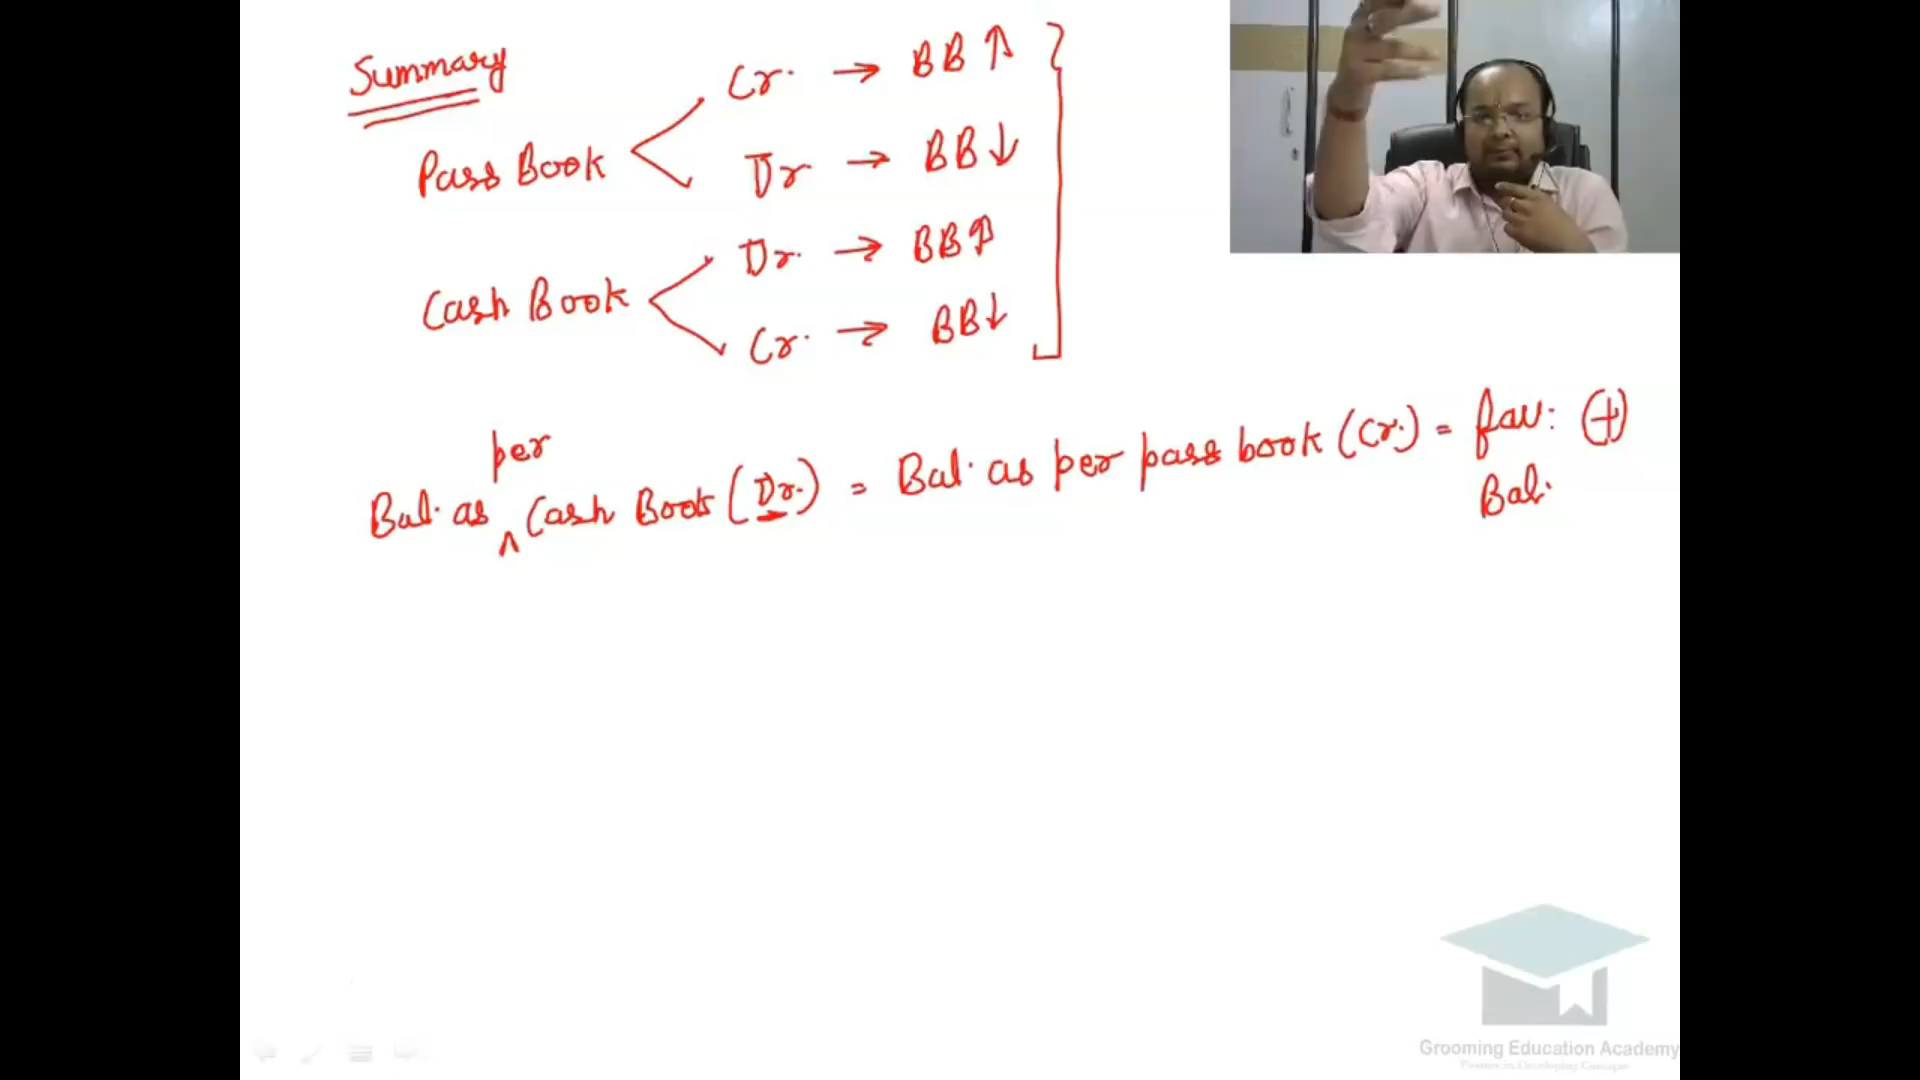 Summary
Pass Book
Cr. → BB ↑
Dr → BB ↓
Cash Book
Dr. → BB ↑
Cr. → BB ↓
Bal. as per Cash Book (Dr.) = Bal. as per pass book (Cr.) = fav: (+)
Bal.
Grooming Education Academy